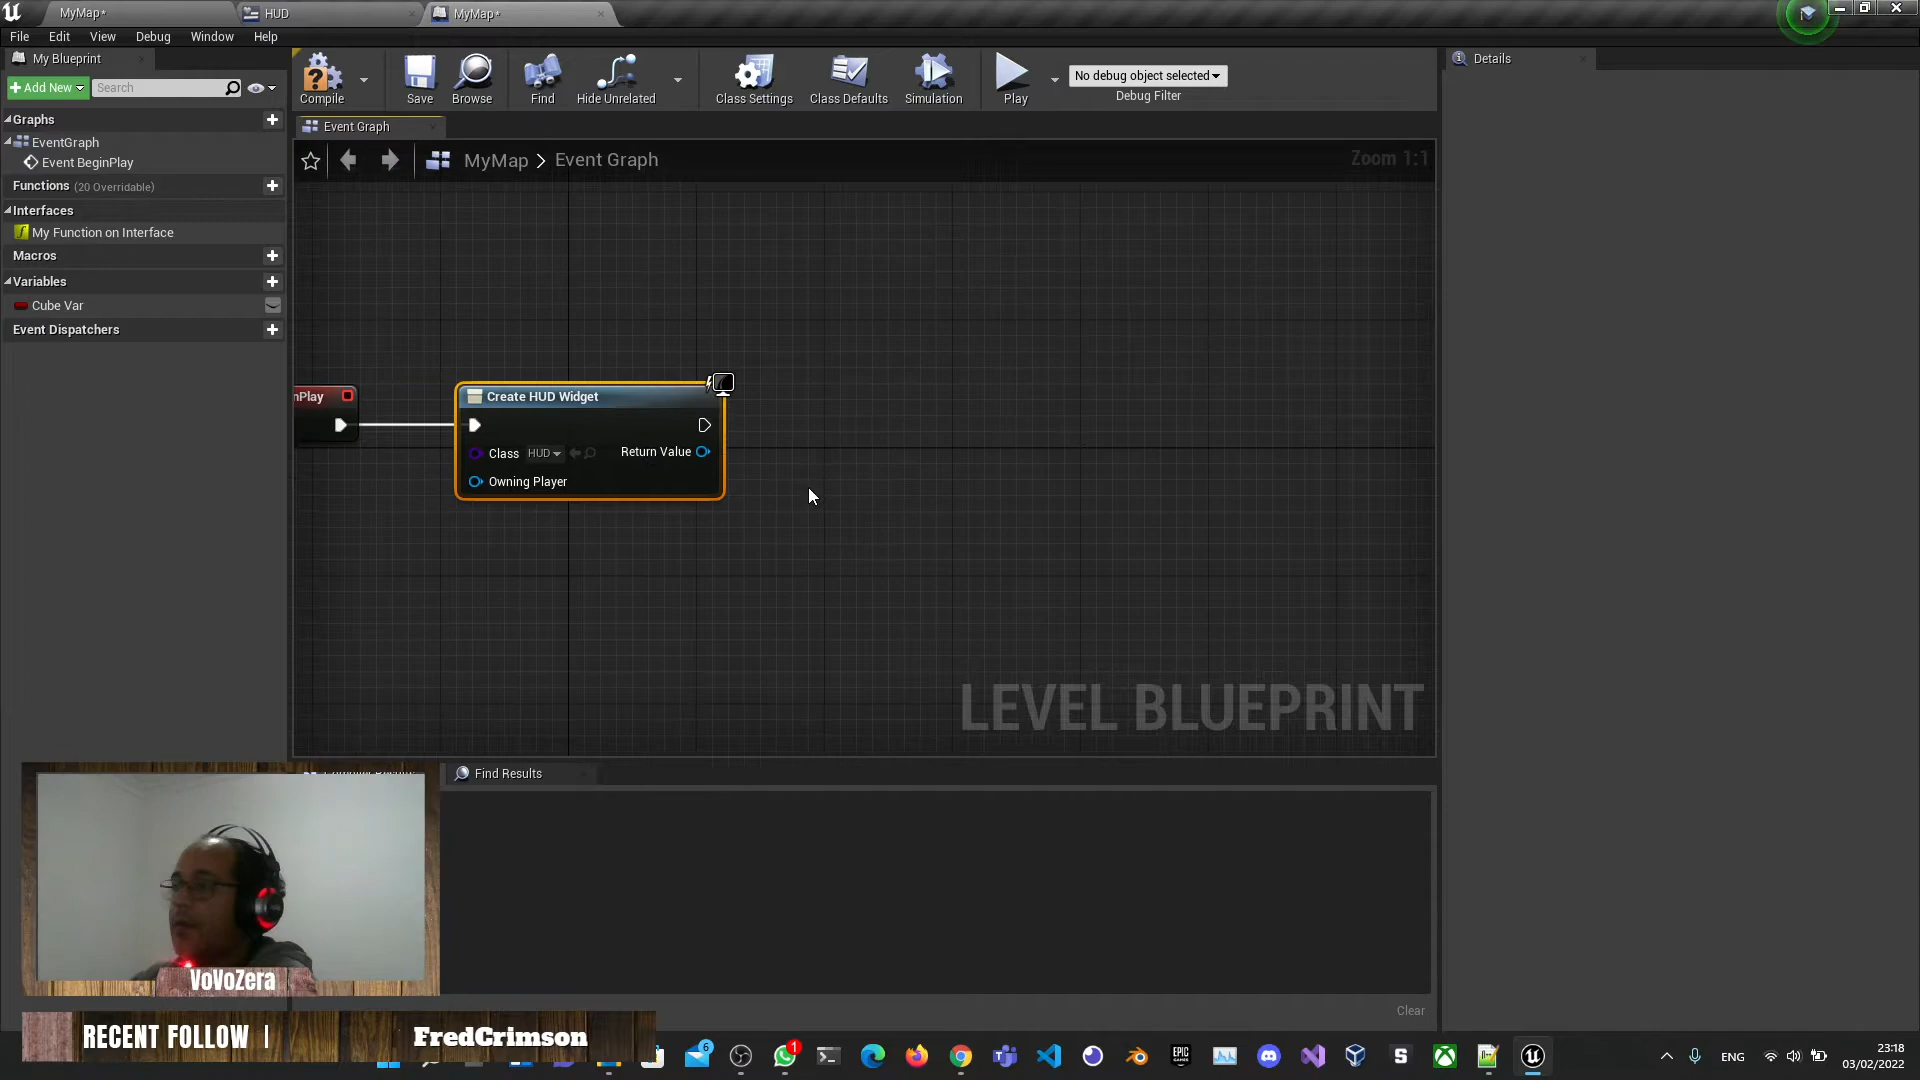 MyMap*
HUD
MyMap*
File Edit View Debug Window Help
My Blueprint
Add New
Search
Graphs
EventGraph
Event BeginPlay
Functions (20 Overridable)
Interfaces
My Function on Interface
Macros
Variables
Cube Var
Event Dispatchers
Compile
Save
Browse
Find
Hide Unrelated
Class Settings
Class Defaults
Simulation
Play
No debug object selected
Debug Filter
Details
Event Graph
MyMap > Event Graph
Zoom 1:1
nPlay
Create HUD Widget
Class HUD
Return Value
Owning Player
LEVEL BLUEPRINT
Find Results
Clear
VoVoZera
RECENT FOLLOW |
FredCrimson
6
1
EPIC
GAMES
S
ENG
23:18
03/02/2022